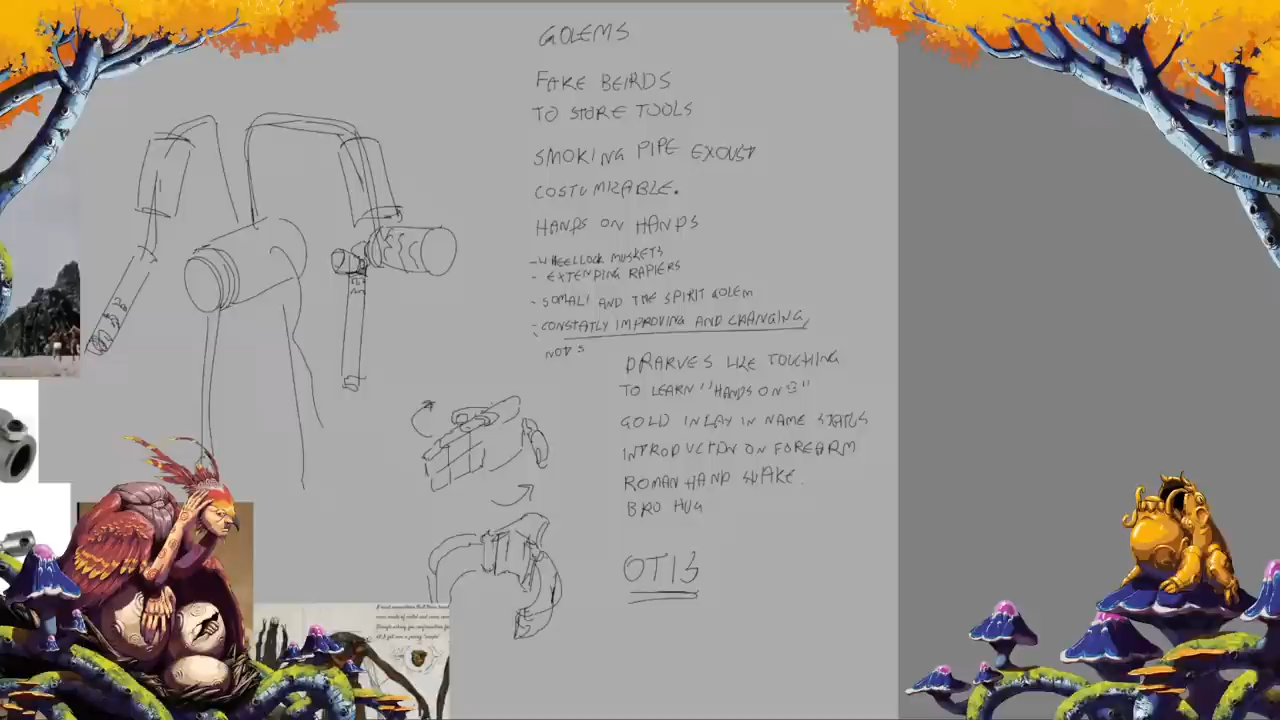 GOLEMS
FAKE BEIRDS
TO STORE TOOLS
SMOKING PIPE EXOUST
COSTUMIZABLE.
HANDS ON HANDS
-WHEELLOCK MUSKETS
- EXTENDING RAPIERS
- SOMALI AND THE SPIRIT GOLEM
- CONSTATLY IMPROVING AND CHANGING,
DRARVES LIKE TOUCHING
TO LEARN "HANDS ON"
GOLD INLAY IN NAME STATUS
INTRODUCTION ON FOREARM
ROMAN HAND SHAKE.
BRO HUG
OTIS